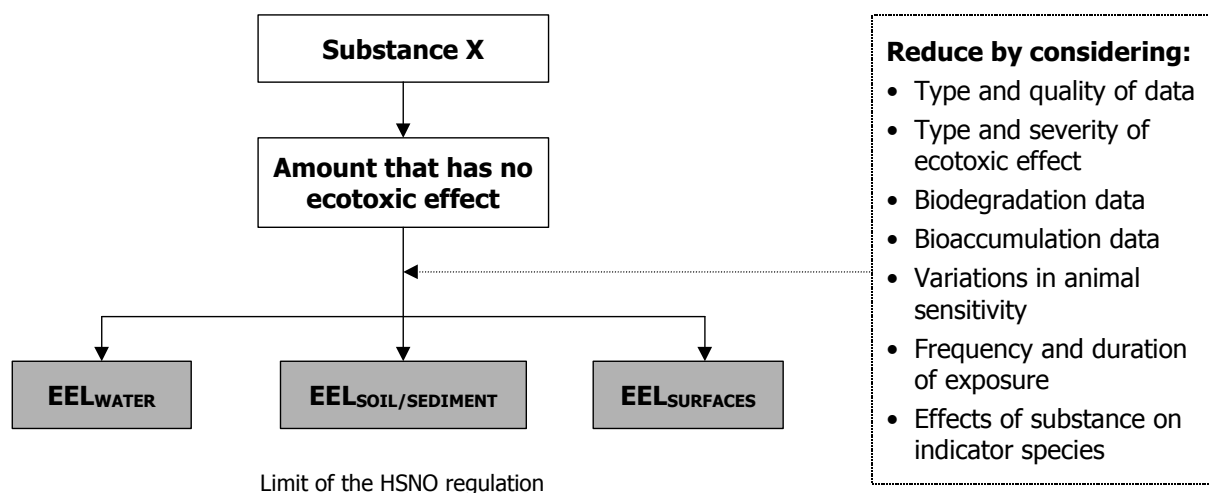 Substance X
Amount that has no
ecotoxic effect
EELWATER
EELSOIL/SEDIMENT
EELSURFACES
Limit of the HSNO regulation
Reduce by considering:
• Type and quality of data
• Type and severity of
ecotoxic effect
• Biodegradation data
• Bioaccumulation data
• Variations in animal
sensitivity
• Frequency and duration
of exposure
• Effects of substance on
indicator species